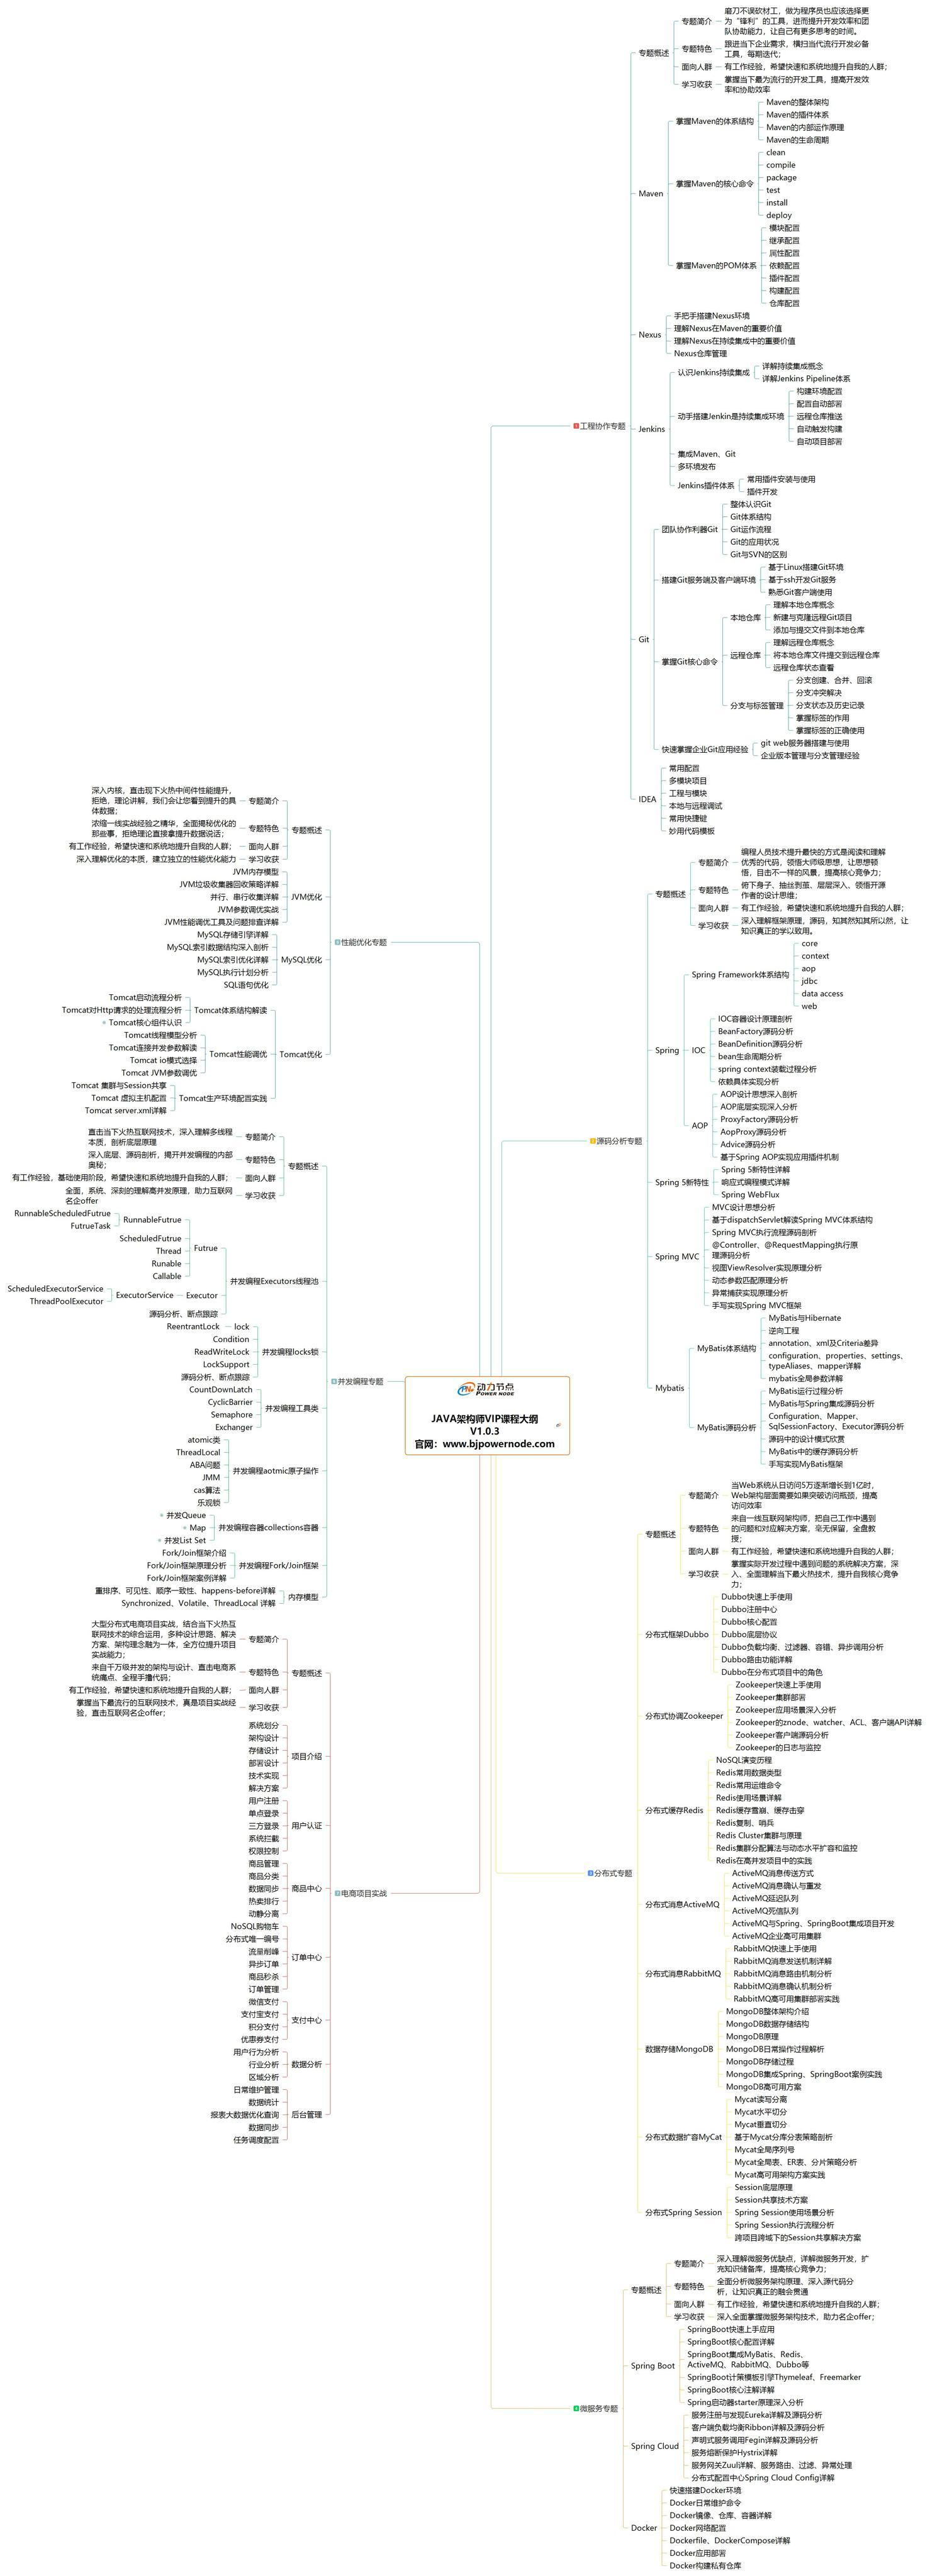 动力节点
POWER NODE
JAVA架构师VIP课程大纲
V1.0.3
官网：www.bjpowernode.com
工程协作专题
专题概述
专题简介
磨刀不误砍材工，做为程序员也应该选择更
为“锋利”的工具，进而提升开发效率和团
队协助能力，让自己有更多思考的时间。
专题特色
跟进当下企业需求，横扫当代流行开发必备
工具，每期迭代；
面向人群
有工作经验，希望快速和系统地提升自我的人群；
学习收获
掌握当下最为流行的开发工具，提高开发效
率和协助效率
Maven
掌握Maven的体系结构
Maven的整体架构
Maven的插件体系
Maven的内部运作原理
Maven的生命周期
掌握Maven的核心命令
clean
compile
package
test
install
deploy
掌握Maven的POM体系
模块配置
继承配置
属性配置
依赖配置
插件配置
构建配置
仓库配置
Nexus
手把手搭建Nexus环境
理解Nexus在Maven的重要价值
理解Nexus在持续集成中的重要价值
Nexus仓库管理
Jenkins
认识Jenkins持续集成
详解持续集成概念
详解Jenkins Pipeline体系
动手搭建Jenkin是持续集成环境
构建环境配置
配置自动部署
远程仓库推送
自动触发构建
自动项目部署
集成Maven、Git
多环境发布
Jenkins插件体系
常用插件安装与使用
插件开发
Git
团队协作利器Git
整体认识Git
Git体系结构
Git运作流程
Git的应用状况
Git与SVN的区别
搭建Git服务端及客户端环境
基于Linux搭建Git环境
基于ssh开发Git服务
熟悉Git客户端使用
掌握Git核心命令
本地仓库
理解本地仓库概念
新建与克隆远程Git项目
添加与提交文件到本地仓库
远程仓库
理解远程仓库概念
将本地仓库文件提交到远程仓库
远程仓库状态查看
分支与标签管理
分支创建、合并、回滚
分支冲突解决
分支状态及历史记录
掌握标签的作用
掌握标签的正确使用
快速掌握企业Git应用经验
git web服务器搭建与使用
企业版本管理与分支管理经验
IDEA
常用配置
多模块项目
工程与模块
本地与远程调试
常用快捷键
妙用代码模板
源码分析专题
专题概述
专题简介
编程人员技术提升最快的方式是阅读和理解
优秀的代码，领悟大师级思想，让思想顿
悟，目击不一样的风景，提高核心竞争力；
专题特色
俯下身子、抽丝剥茧、层层深入、领悟开源
作者的设计思维；
面向人群
有工作经验，希望快速和系统地提升自我的人群；
学习收获
深入理解框架原理，源码，知其然知其所以然，让
知识真正的学以致用。
Spring
Spring Framework体系结构
core
context
aop
jdbc
data access
web
IOC
IOC容器设计原理剖析
BeanFactory源码分析
BeanDefinition源码分析
bean生命周期分析
spring context装载过程分析
依赖具体实现分析
AOP
AOP设计思想深入剖析
AOP底层实现深入分析
ProxyFactory源码分析
AopProxy源码分析
Advice源码分析
基于Spring AOP实现应用插件机制
Spring 5新特性
Spring 5新特性详解
响应式编程模式详解
Spring WebFlux
Spring MVC
MVC设计思想分析
基于dispatchServlet解读Spring MVC体系结构
Spring MVC执行流程源码剖析
@Controller、@RequestMapping执行原
理源码分析
视图ViewResolver实现原理分析
动态参数匹配原理分析
异常捕获实现原理分析
手写实现Spring MVC框架
Mybatis
MyBatis体系结构
MyBatis与Hibernate
逆向工程
annotation、xml及Criteria差异
configuration、properties、settings、
typeAliases、mapper详解
mybatis全局参数详解
MyBatis源码分析
MyBatis运行过程分析
MyBatis与Spring集成源码分析
Configuration、Mapper、
SqlSessionFactory、Executor源码分析
源码中的设计模式欣赏
MyBatis中的缓存源码分析
手写实现MyBatis框架
分布式专题
专题概述
专题简介
当Web系统从日访问5万逐渐增长到1亿时，
Web架构层面需要如果突破访问瓶颈，提高
访问效率
专题特色
来自一线互联网架构师，把自己工作中遇到
的问题和对应解决方案，毫无保留，全盘教
授；
面向人群
有工作经验，希望快速和系统地提升自我的人群；
学习收获
掌握实际开发过程中遇到问题的系统解决方案，深
入、全面理解当下最火热技术，提升自我核心竞争
力；
分布式框架Dubbo
Dubbo快速上手使用
Dubbo注册中心
Dubbo核心配置
Dubbo底层协议
Dubbo负载均衡、过滤器、容错、异步调用分析
Dubbo路由功能详解
Dubbo在分布式项目中的角色
分布式协调Zookeeper
Zookeeper快速上手使用
Zookeeper集群部署
Zookeeper应用场景深入分析
Zookeeper的znode、watcher、ACL、客户端API详解
Zookeeper客户端源码分析
Zookeeper的日志与监控
分布式缓存Redis
NoSQL演变历程
Redis常用数据类型
Redis常用运维命令
Redis使用场景详解
Redis缓存雪崩、缓存击穿
Redis复制、哨兵
Redis Cluster集群与原理
Redis集群分配算法与动态水平扩容和监控
Redis在高并发项目中的实践
分布式消息ActiveMQ
ActiveMQ消息传送方式
ActiveMQ消息确认与重发
ActiveMQ延迟队列
ActiveMQ死信队列
ActiveMQ与Spring、SpringBoot集成项目开发
ActiveMQ企业高可用集群
分布式消息RabbitMQ
RabbitMQ快速上手使用
RabbitMQ消息发送机制详解
RabbitMQ消息路由机制分析
RabbitMQ消息确认机制分析
RabbitMQ高可用集群部署实践
数据存储MongoDB
MongoDB整体架构介绍
MongoDB数据存储结构
MongoDB原理
MongoDB日常操作过程解析
MongoDB存储过程
MongoDB集成Spring、SpringBoot案例实践
MongoDB高可用方案
分布式数据扩容MyCat
Mycat读写分离
Mycat水平切分
Mycat垂直切分
基于Mycat分库分表策略剖析
Mycat全局序列号
Mycat全局表、ER表、分片策略分析
Mycat高可用架构方案实践
分布式Spring Session
Session底层原理
Session共享技术方案
Spring Session使用场景分析
Spring Session执行流程分析
跨项目跨域下的Session共享解决方案
微服务专题
专题概述
专题简介
深入理解微服务优缺点，详解微服务开发，扩
充知识储备库，提高核心竞争力；
专题特色
全面分析微服务架构原理、深入源代码分
析，让知识真正的融会贯通
面向人群
有工作经验，希望快速和系统地提升自我的人群；
学习收获
深入全面掌握微服务架构技术，助力名企offer；
Spring Boot
SpringBoot快速上手应用
SpringBoot核心配置详解
SpringBoot集成MyBatis、Redis、
ActiveMQ、RabbitMQ、Dubbo等
SpringBoot计策模板引擎Thymeleaf、Freemarker
SpringBoot核心注解详解
Spring启动器starter原理深入分析
Spring Cloud
服务注册与发现Eureka详解及源码分析
客户端负载均衡Ribbon详解及源码分析
声明式服务调用Fegin详解及源码分析
服务熔断保护Hystrix详解
服务网关Zuul详解、服务路由、过滤、异常处理
分布式配置中心Spring Cloud Config详解
Docker
快速搭建Docker环境
Docker日常维护命令
Docker镜像、仓库、容器详解
Docker网络配置
Dockerfile、DockerCompose详解
Docker应用部署
Docker构建私有仓库
性能优化专题
专题概述
专题简介
深入内核，直击现下火热中间件性能提升，
拒绝，理论讲解，我们会让您看到提升的具
体数据；
专题特色
浓缩一线实战经验之精华，全面揭秘优化的
那些事，拒绝理论直接拿提升数据说话；
面向人群
有工作经验，希望快速和系统地提升自我的人群；
学习收获
深入理解优化的本质，建立独立的性能优化能力
JVM优化
JVM内存模型
JVM垃圾收集器回收策略详解
并行、串行收集详解
JVM参数调优实战
JVM性能调优工具及问题排查详解
MySQL优化
MySQL存储引擎详解
MySQL索引数据结构深入剖析
MySQL索引优化详解
MySQL执行计划分析
SQL语句优化
Tomcat优化
Tomcat体系结构解读
Tomcat启动流程分析
Tomcat对Http请求的处理流程分析
Tomcat核心组件认识
Tomcat性能调优
Tomcat线程模型分析
Tomcat连接并发参数解读
Tomcat io模式选择
Tomcat JVM参数调优
Tomcat生产环境配置实践
Tomcat 集群与Session共享
Tomcat 虚拟主机配置
Tomcat server.xml详解
并发编程专题
专题概述
专题简介
直击当下火热互联网技术，深入理解多线程
本质，剖析底层原理
专题特色
深入底层、源码剖析，揭开并发编程的内部
奥秘；
面向人群
有工作经验，基础使用阶段，希望快速和系统地提升自我的人群；
学习收获
全面，系统、深刻的理解高并发原理，助力互联网
名企offer
并发编程Executors线程池
Futrue
RunnableFutrue
RunnableScheduledFutrue
FutrueTask
ScheduledFutrue
Thread
Runable
Callable
Executor
ExecutorService
ScheduledExecutorService
ThreadPoolExecutor
源码分析、断点跟踪
并发编程locks锁
lock
ReentrantLock
Condition
ReadWriteLock
LockSupport
源码分析、断点跟踪
并发编程工具类
CountDownLatch
CyclicBarrier
Semaphore
Exchanger
并发编程aotmic原子操作
atomic类
ThreadLocal
ABA问题
JMM
cas算法
乐观锁
并发编程容器collections容器
并发Queue
Map
并发List Set
并发编程Fork/Join框架
Fork/Join框架介绍
Fork/Join框架原理分析
Fork/Join框架案例详解
内存模型
重排序、可见性、顺序一致性、happens-before详解
Synchronized、Volatile、ThreadLocal 详解
电商项目实战
专题概述
专题简介
大型分布式电商项目实战，结合当下火热互
联网技术的综合运用，多种设计思路、解决
方案、架构理念融为一体，全方位提升项目
实战能力；
专题特色
来自千万级并发的架构与设计、直击电商系
统痛点、全程手撸代码；
面向人群
有工作经验，希望快速和系统地提升自我的人群；
学习收获
掌握当下最流行的互联网技术，真是项目实战经
验，直击互联网名企offer；
项目介绍
系统划分
架构设计
存储设计
部署设计
技术实现
解决方案
用户认证
用户注册
单点登录
三方登录
系统拦截
权限控制
商品中心
商品管理
商品分类
数据同步
热卖排行
动静分离
订单中心
NoSQL购物车
分布式唯一编号
流量削峰
异步订单
商品秒杀
订单管理
支付中心
微信支付
支付宝支付
积分支付
优惠券支付
数据分析
用户行为分析
行业分析
区域分析
后台管理
日常维护管理
数据统计
报表大数据优化查询
数据同步
任务调度配置